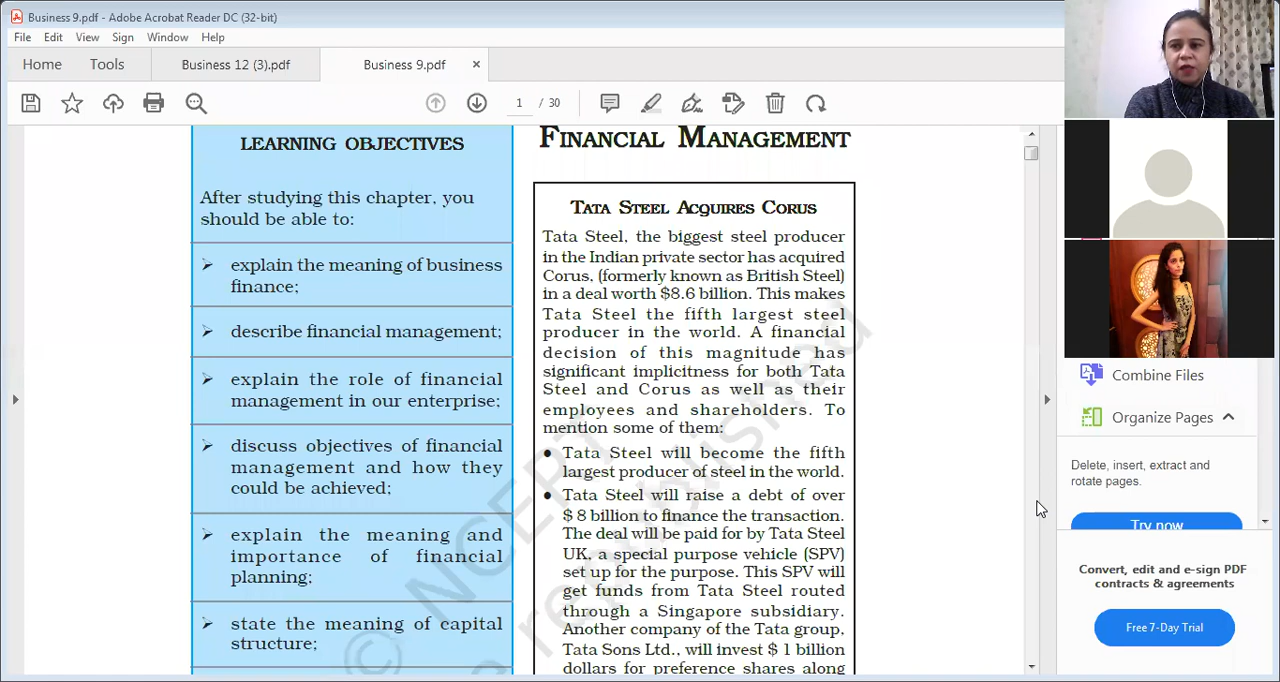 Business 9.pdf - Adobe Acrobat Reader DC (32-bit)
File Edit View Sign Window Help
Home Tools Business 12 (3).pdf Business 9.pdf ×
1 / 30
LEARNING OBJECTIVES
After studying this chapter, you
should be able to:
➢ explain the meaning of business
finance;
➢ describe financial management;
➢ explain the role of financial
management in our enterprise;
➢ discuss objectives of financial
management and how they
could be achieved;
➢ explain the meaning and
importance of financial
planning;
➢ state the meaning of capital
structure;
FINANCIAL MANAGEMENT
TATA STEEL ACQUIRES CORUS
Tata Steel, the biggest steel producer
in the Indian private sector has acquired
Corus, (formerly known as British Steel)
in a deal worth $8.6 billion. This makes
Tata Steel the fifth largest steel
producer in the world. A financial
decision of this magnitude has
significant implicitness for both Tata
Steel and Corus as well as their
employees and shareholders. To
mention some of them:
• Tata Steel will become the fifth
largest producer of steel in the world.
• Tata Steel will raise a debt of over
$ 8 billion to finance the transaction.
The deal will be paid for by Tata Steel
UK, a special purpose vehicle (SPV)
set up for the purpose. This SPV will
get funds from Tata Steel routed
through a Singapore subsidiary.
Another company of the Tata group,
Tata Sons Ltd., will invest $ 1 billion
dollars for preference shares along
© NCERT
republished
Combine Files
Organize Pages
Delete, insert, extract and
rotate pages.
Try now
Convert, edit and e-sign PDF
contracts & agreements
Free 7-Day Trial